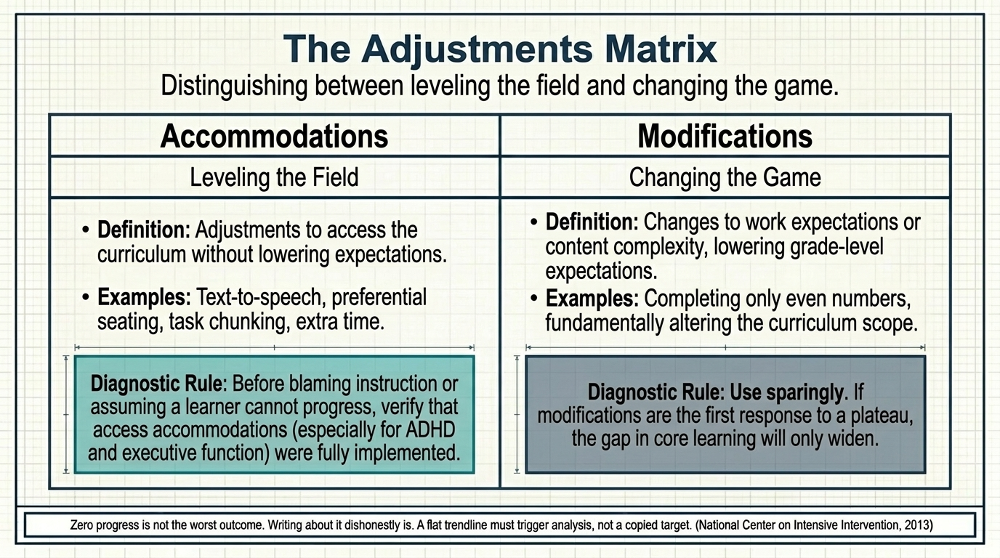 The Adjustments Matrix
Distinguishing between leveling the field and changing the game.
Accommodations
Leveling the Field
• Definition: Adjustments to access the
curriculum without lowering expectations.
• Examples: Text-to-speech, preferential
seating, task chunking, extra time.
Diagnostic Rule: Before blaming instruction or
assuming a learner cannot progress, verify that
access accommodations (especially for ADHD
and executive function) were fully implemented.
Modifications
Changing the Game
• Definition: Changes to work expectations or
content complexity, lowering grade-level
expectations.
• Examples: Completing only even numbers,
fundamentally altering the curriculum scope.
Diagnostic Rule: Use sparingly. If
modifications are the first response to a plateau,
the gap in core learning will only widen.
Zero progress is not the worst outcome. Writing about it dishonestly is. A flat trendline must trigger analysis, not a copied target. (National Center on Intensive Intervention, 2013)